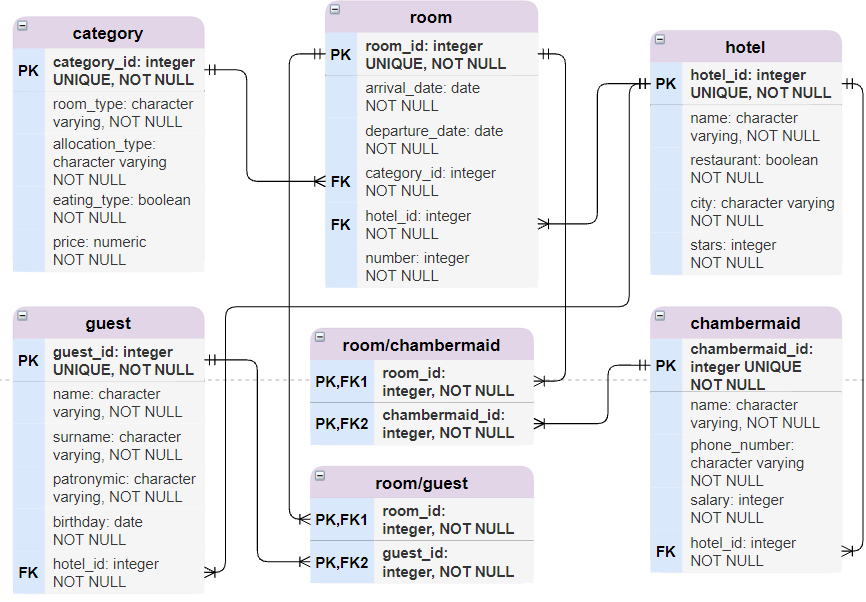 category
PK
category_id: integer
UNIQUE, NOT NULL
room_type: character
varying, NOT NULL
allocation_type:
character varying
NOT NULL
eating_type: boolean
NOT NULL
price: numeric
NOT NULL
room
PK
room_id: integer
UNIQUE, NOT NULL
arrival_date: date
NOT NULL
departure_date: date
NOT NULL
FK
category_id: integer
NOT NULL
FK
hotel_id: integer
NOT NULL
number: integer
NOT NULL
hotel
PK
hotel_id: integer
UNIQUE, NOT NULL
name: character
varying, NOT NULL
restaurant: boolean
NOT NULL
city: character varying
NOT NULL
stars: integer
NOT NULL
guest
PK
guest_id: integer
UNIQUE, NOT NULL
name: character
varying, NOT NULL
surname: character
varying, NOT NULL
patronymic: character
varying, NOT NULL
birthday: date
NOT NULL
FK
hotel_id: integer
NOT NULL
room/chambermaid
PK,FK1
room_id:
integer, NOT NULL
PK,FK2
chambermaid_id:
integer, NOT NULL
room/guest
PK,FK1
room_id:
integer, NOT NULL
PK,FK2
guest_id:
integer, NOT NULL
chambermaid
PK
chambermaid_id:
integer UNIQUE
NOT NULL
name: character
varying, NOT NULL
phone_number:
character varying
NOT NULL
salary: integer
NOT NULL
FK
hotel_id: integer
NOT NULL